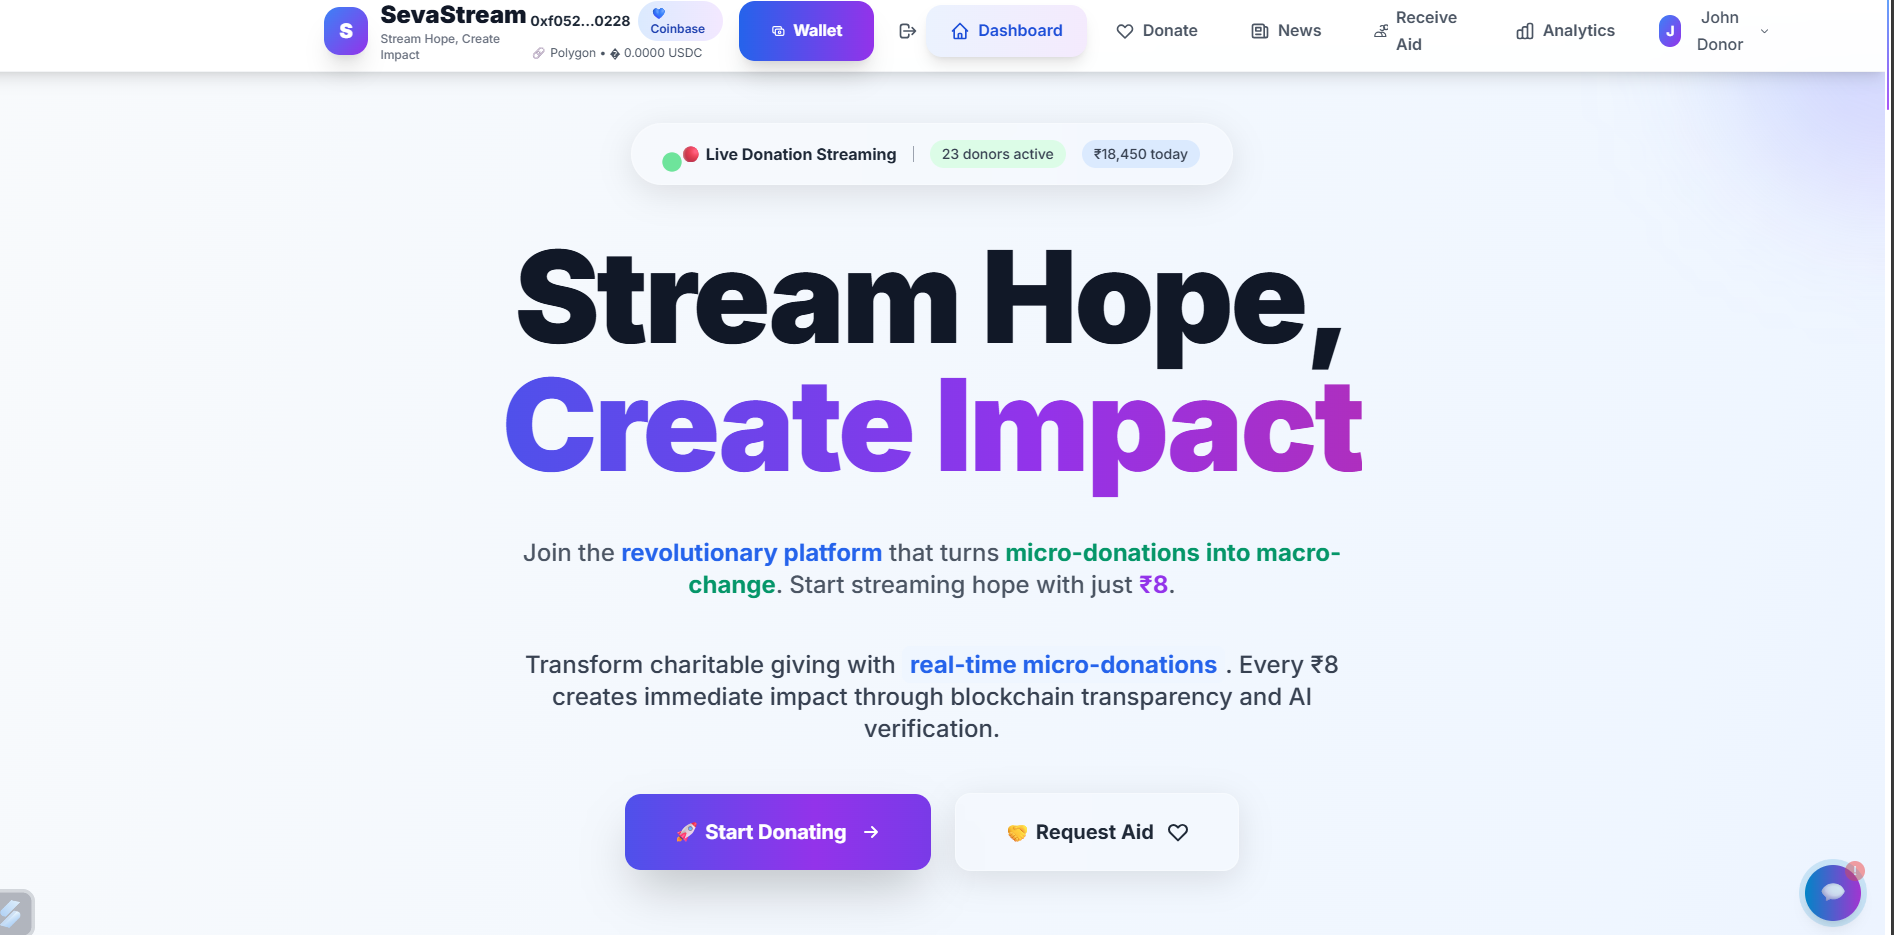 S
SevaStream
Stream Hope, Create
Impact
0xf052...0228
Coinbase
Polygon • � 0.0000 USDC
Wallet
Dashboard
Donate
News
Receive
Aid
Analytics
J
John
Donor
Live Donation Streaming | 23 donors active ₹18,450 today
Stream Hope,
Create Impact
Join the revolutionary platform that turns micro-donations into macro-
change. Start streaming hope with just ₹8.
Transform charitable giving with real-time micro-donations . Every ₹8
creates immediate impact through blockchain transparency and AI
verification.
🚀 Start Donating →
🤝 Request Aid
!